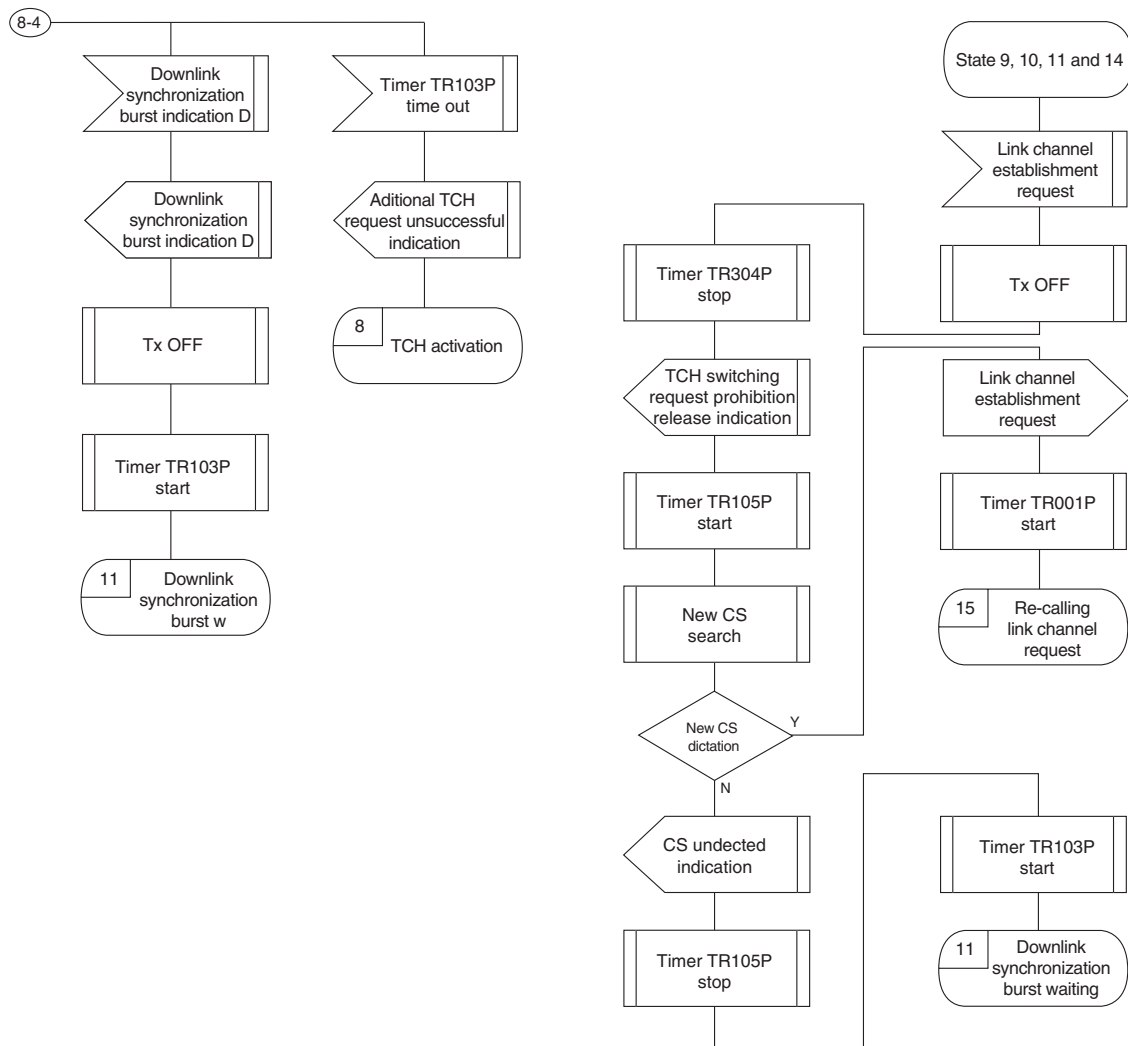 8-4
Downlink
synchronization
burst indication D
Downlink
synchronization
burst indication D
Tx OFF
Timer TR103P
start
11
Downlink
synchronization
burst w
Timer TR103P
time out
Aditional TCH
request unsuccessful
indication
8
TCH activation
State 9, 10, 11 and 14
Link channel
establishment
request
Tx OFF
Timer TR304P
stop
TCH switching
request prohibition
release indication
Timer TR105P
start
New CS
search
New CS
dictation
Y
N
Link channel
establishment
request
Timer TR001P
start
15
Re-calling
link channel
request
CS undected
indication
Timer TR105P
stop
Timer TR103P
start
11
Downlink
synchronization
burst waiting